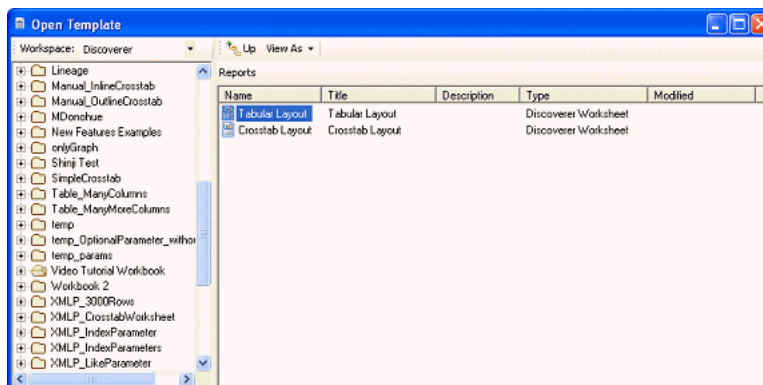 Open Template
Workspace: Discoverer
Up View As
Lineage
Manual_InlineCrosstab
Manual_OutlineCrosstab
MDonohue
New Features Examples
onlyGraph
Shinji Test
SimpleCrosstab
Table_ManyColumns
Table_ManyMoreColumns
temp
temp_OptionalParameter_withou
temp_params
Video Tutorial Workbook
Workbook 2
XMLP_3000Rows
XMLP_CrosstabWorksheet
XMLP_IndexParameter
XMLP_IndexParameters
XMLP_LikeParameter
Reports
Name Title Description Type Modified
Tabular Layout Tabular Layout Discoverer Worksheet
Crosstab Layout Crosstab Layout Discoverer Worksheet